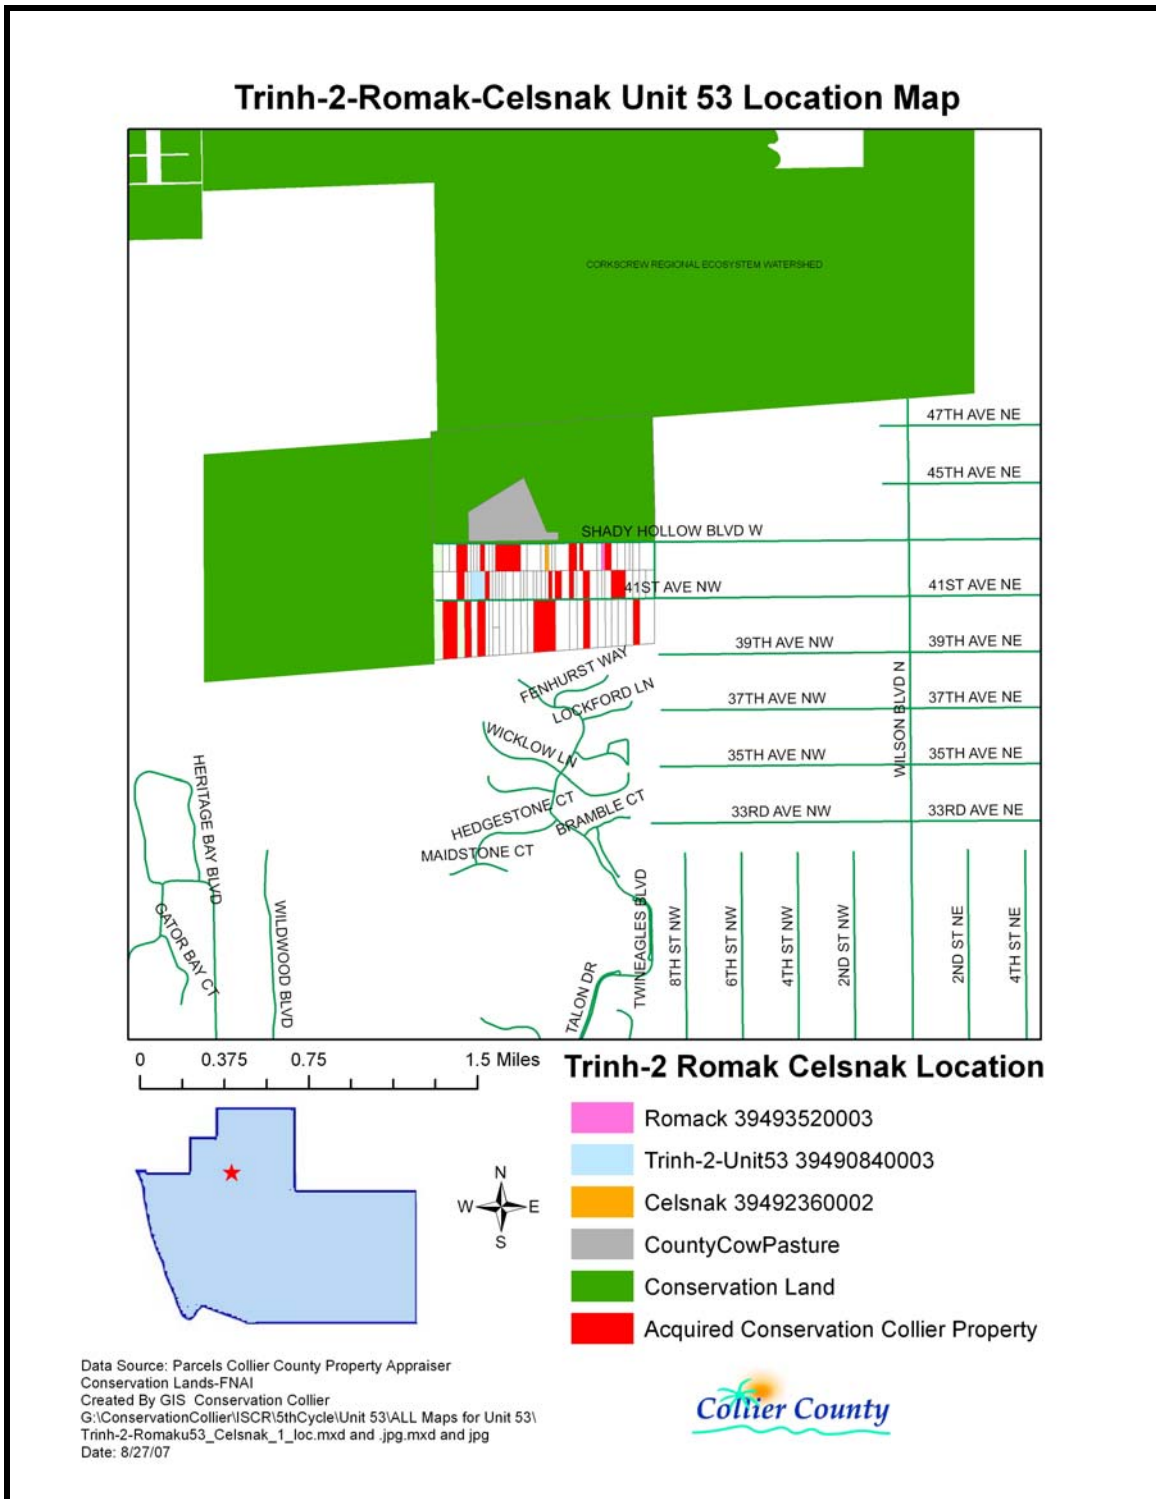 Trinh-2-Romak-Celsnak Unit 53 Location Map
CORKSCREW REGIONAL ECOSYSTEM WATERSHED
47TH AVE NE
45TH AVE NE
SHADY HOLLOW BLVD W
41ST AVE NW
41ST AVE NE
39TH AVE NW
39TH AVE NE
FENHURST WAY
LOCKFORD LN
37TH AVE NW
37TH AVE NE
WILSON BLVD N
WICKLOW LN
35TH AVE NW
35TH AVE NE
HERITAGE BAY BLVD
HEDGESTONE CT
BRAMBLE CT
33RD AVE NW
33RD AVE NE
MAIDSTONE CT
GATOR BAY CT
WILDWOOD BLVD
TALON DR
TWINEAGLES BLVD
8TH ST NW
6TH ST NW
4TH ST NW
2ND ST NW
2ND ST NE
4TH ST NE
0 0.375 0.75 1.5 Miles
Trinh-2 Romak Celsnak Location
Romack 39493520003
Trinh-2-Unit53 39490840003
Celsnak 39492360002
CountyCowPasture
Conservation Land
Acquired Conservation Collier Property
N
W E
S
Data Source: Parcels Collier County Property Appraiser
Conservation Lands-FNAI
Created By GIS Conservation Collier
G:\ConservationCollier\ISCR\5thCycle\Unit 53\ALL Maps for Unit 53\
Trinh-2-Romaku53_Celsnak_1_loc.mxd and .jpg.mxd and jpg
Date: 8/27/07
Collier County